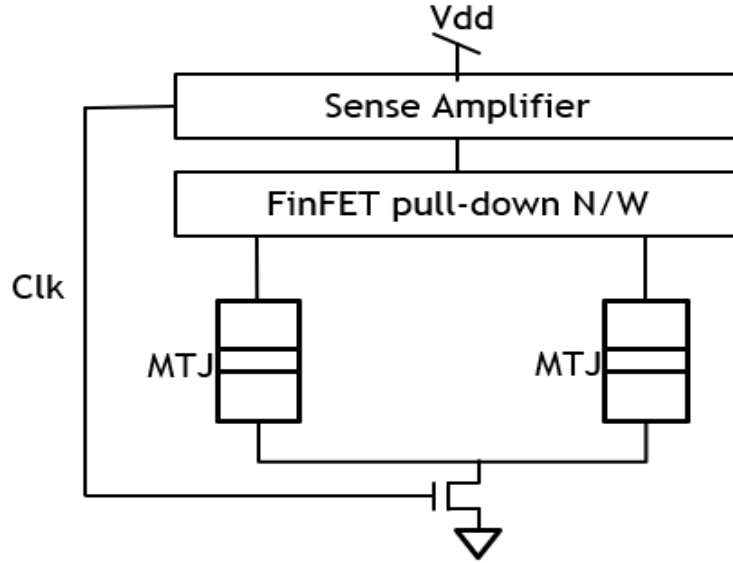 Vdd
Sense Amplifier
FinFET pull-down N/W
Clk
MTJ
MTJ